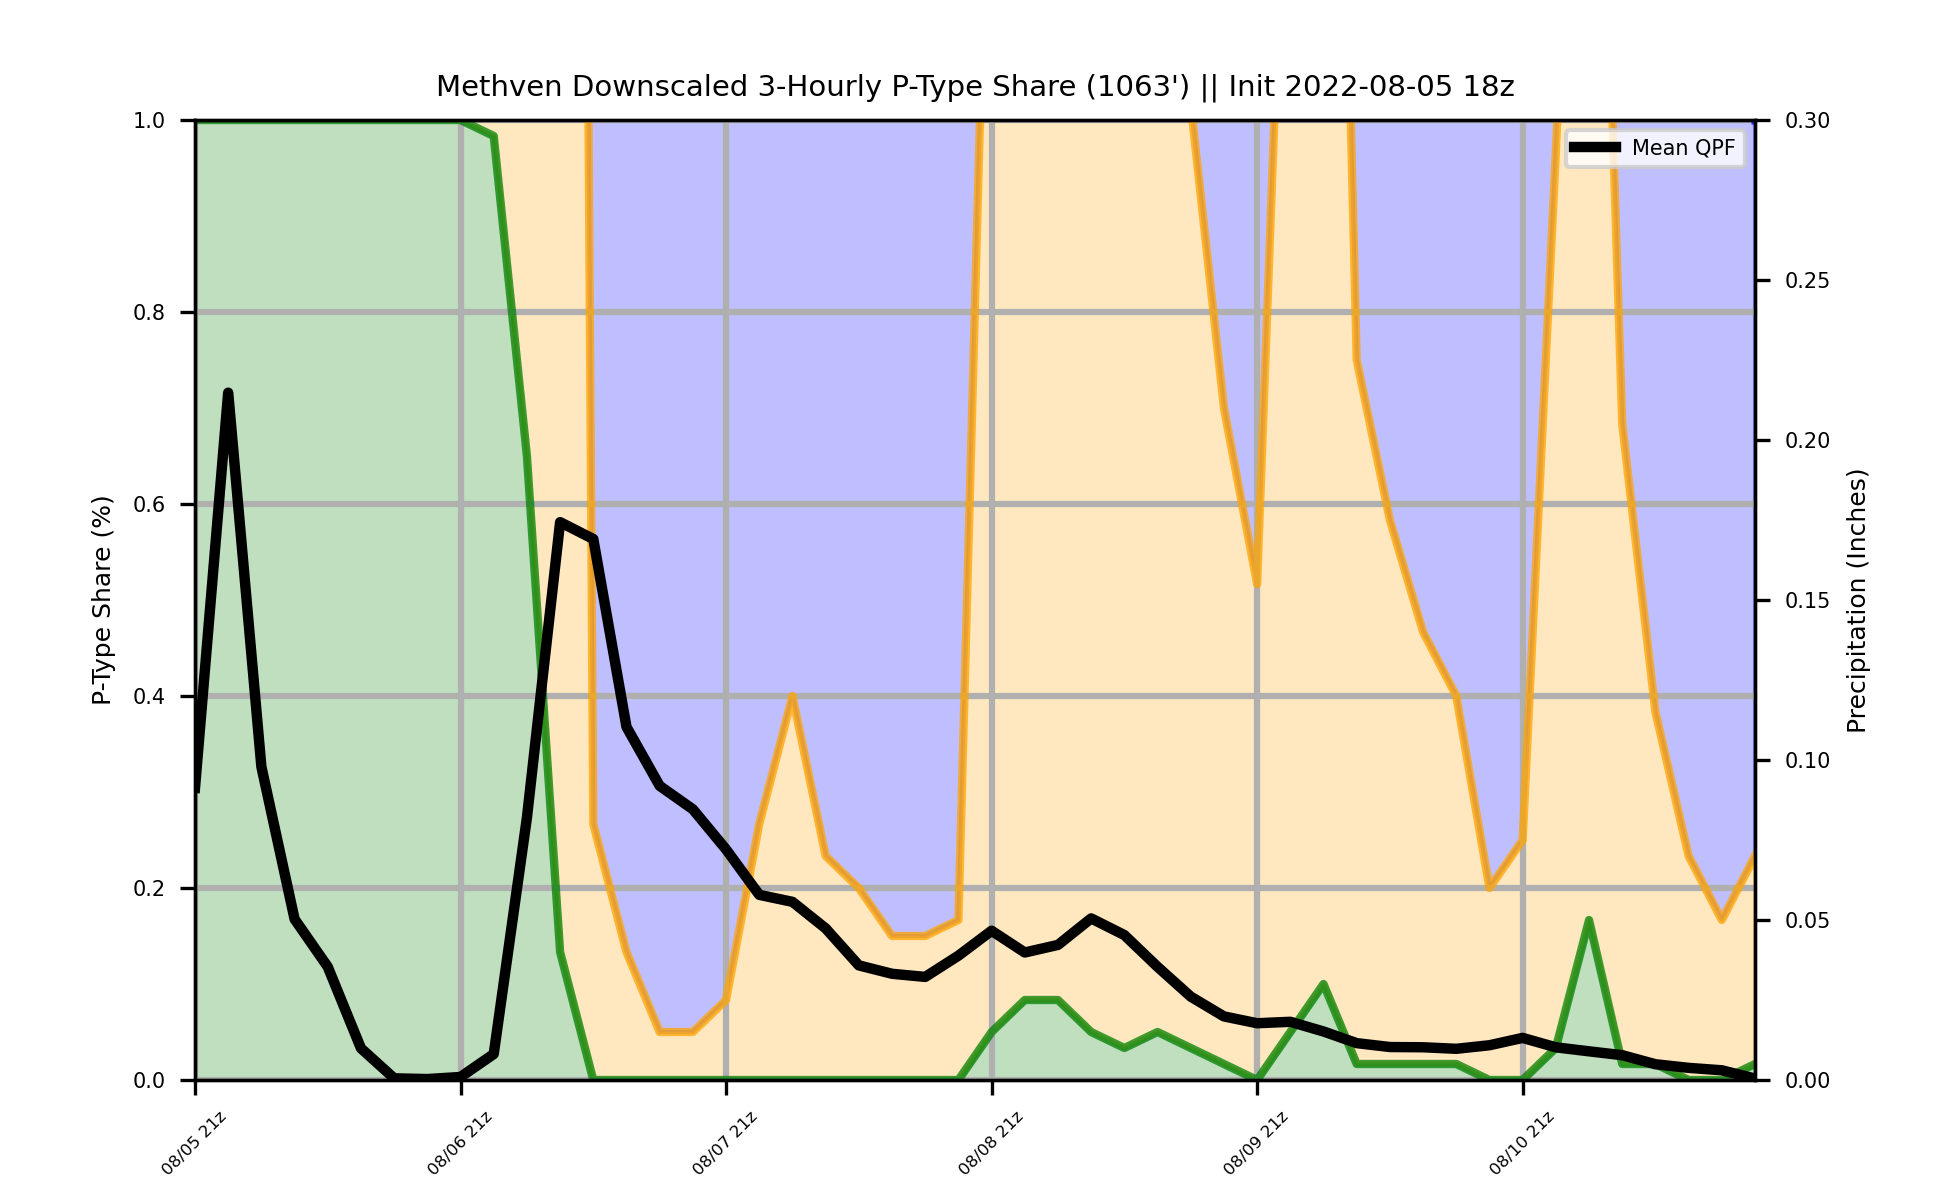 Methven Downscaled 3-Hourly P-Type Share (1063') || Init 2022-08-05 18z
Mean QPF
P-Type Share (%)
1.0
0.8
0.6
0.4
0.2
0.0
0.30
0.25
0.20
0.15
0.10
0.05
0.00
Precipitation (Inches)
08/05 21z
08/06 21z
08/07 21z
08/08 21z
08/09 21z
08/10 21z